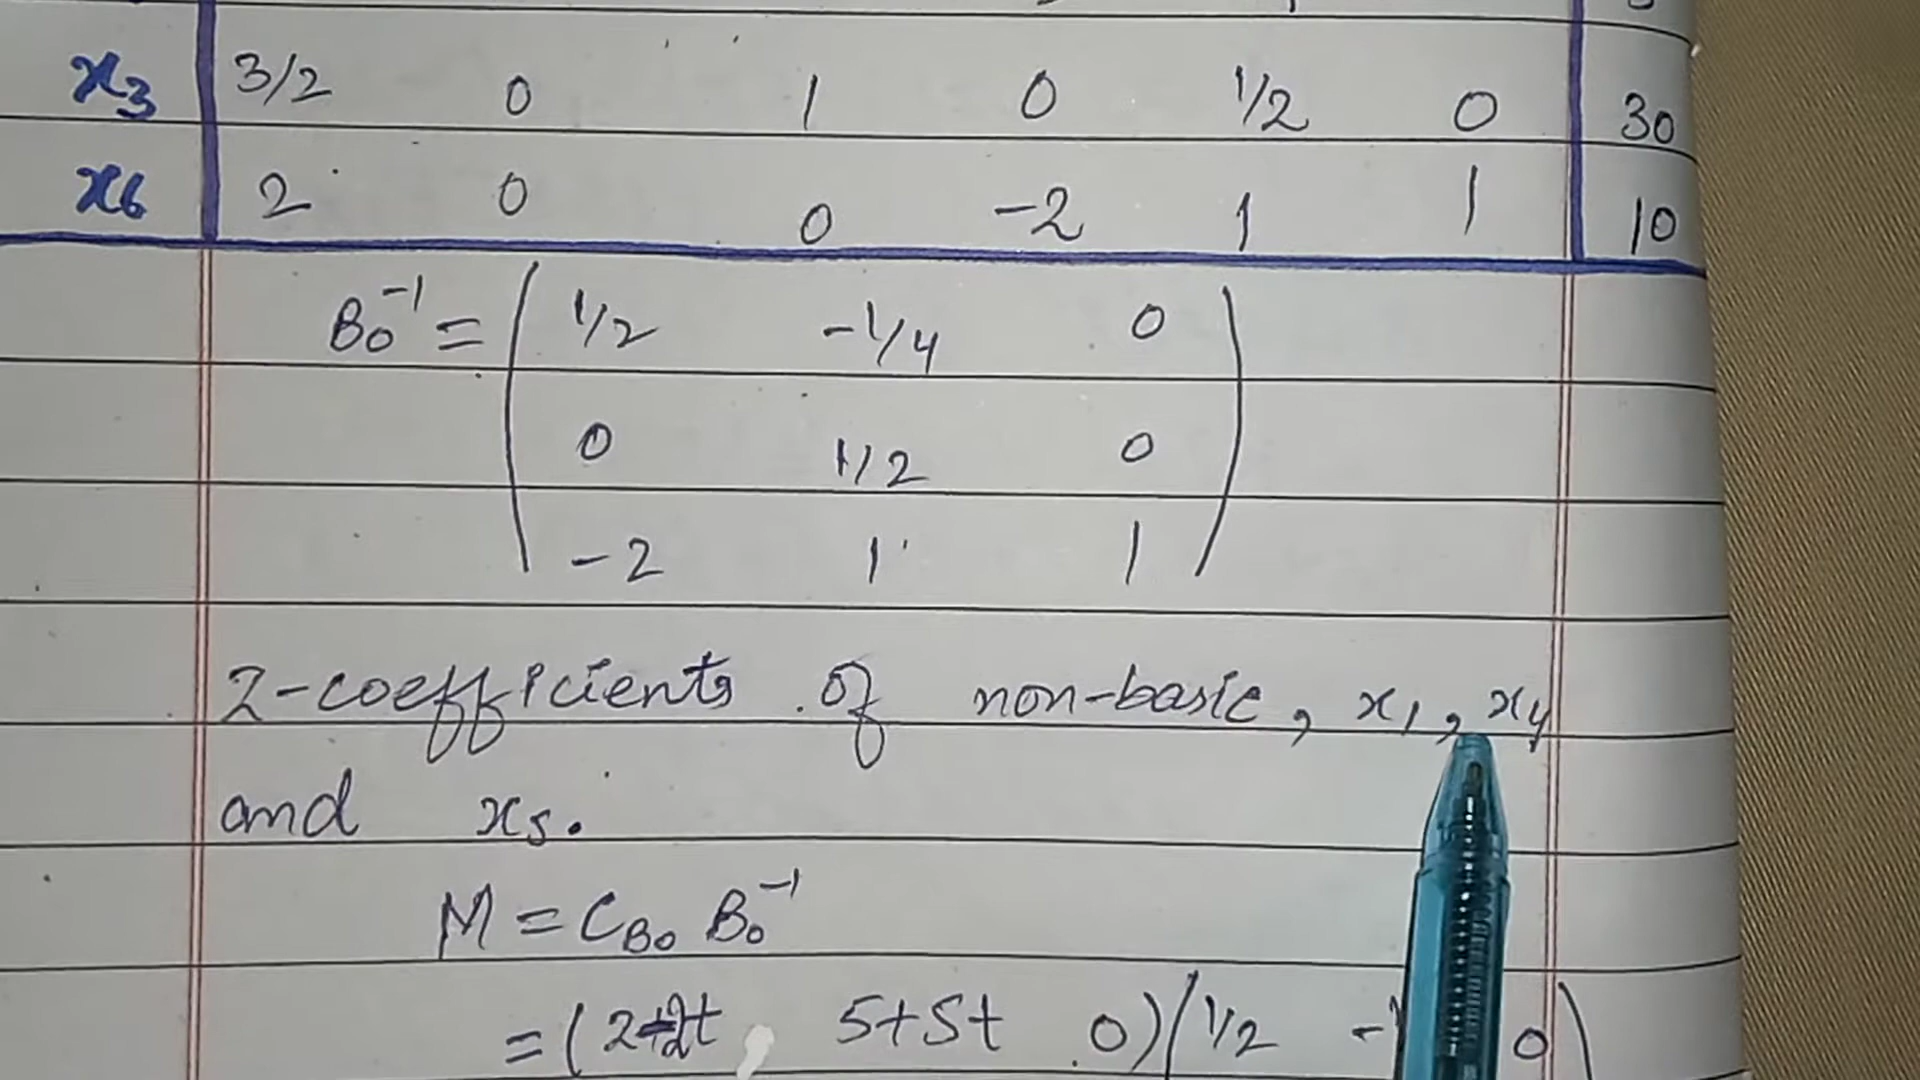 x3 3/2 0 1 0 1/2 0 30
x6 2 0 0 -2 1 1 10
B0^-1 = ( 1/2 -1/4 0
0 1/2 0
-2 1 1 )
Z-coefficients of non-basic, x1, x4
and x5.
M = CB0 B0^-1
= ( 5+5t 0)( 1/2 0 )